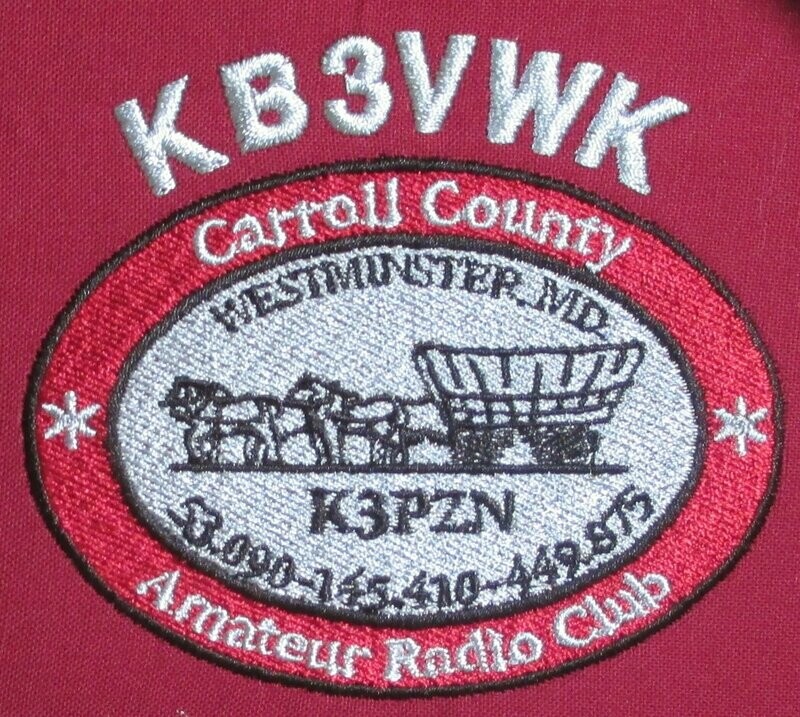 KB3VWK
Carroll County
WESTMINSTER, MD.
K3PZN
53.090-145.410-449.875
Amateur Radio Club